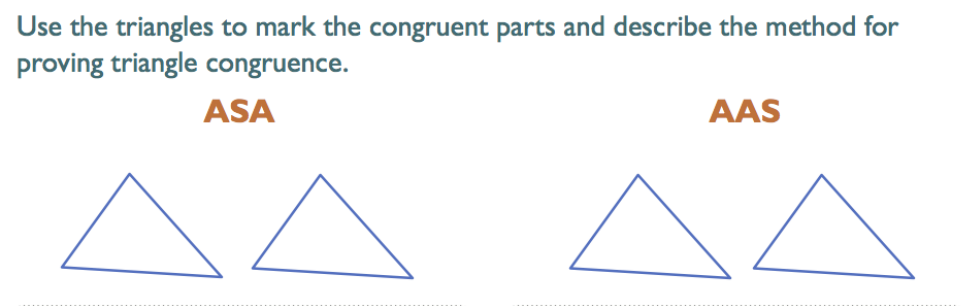 Use the triangles to mark the congruent parts and describe the method for
proving triangle congruence.
ASA
AAS